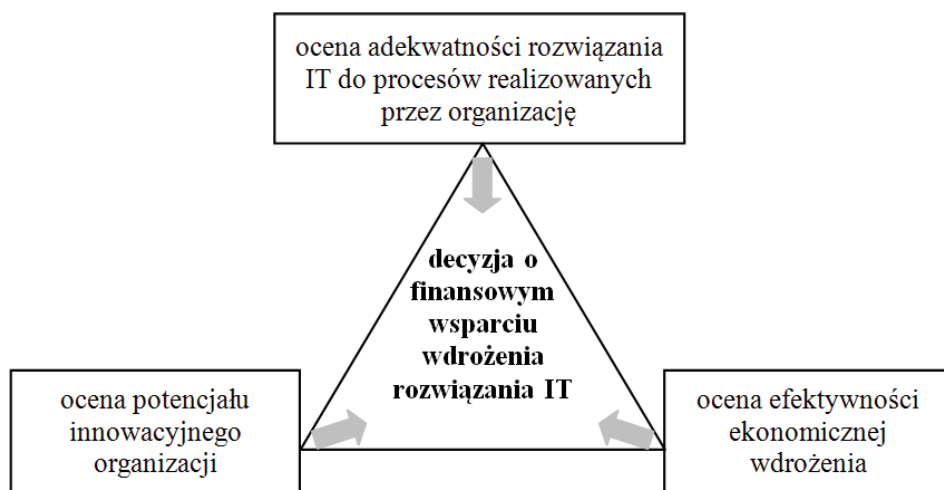 ocena adekwatności rozwiązania
IT do procesów realizowanych
przez organizację
decyzja o
finansowym
wsparciu
wdrożenia
rozwiązania IT
ocena potencjału
innowacyjnego
organizacji
ocena efektywności
ekonomicznej
wdrożenia